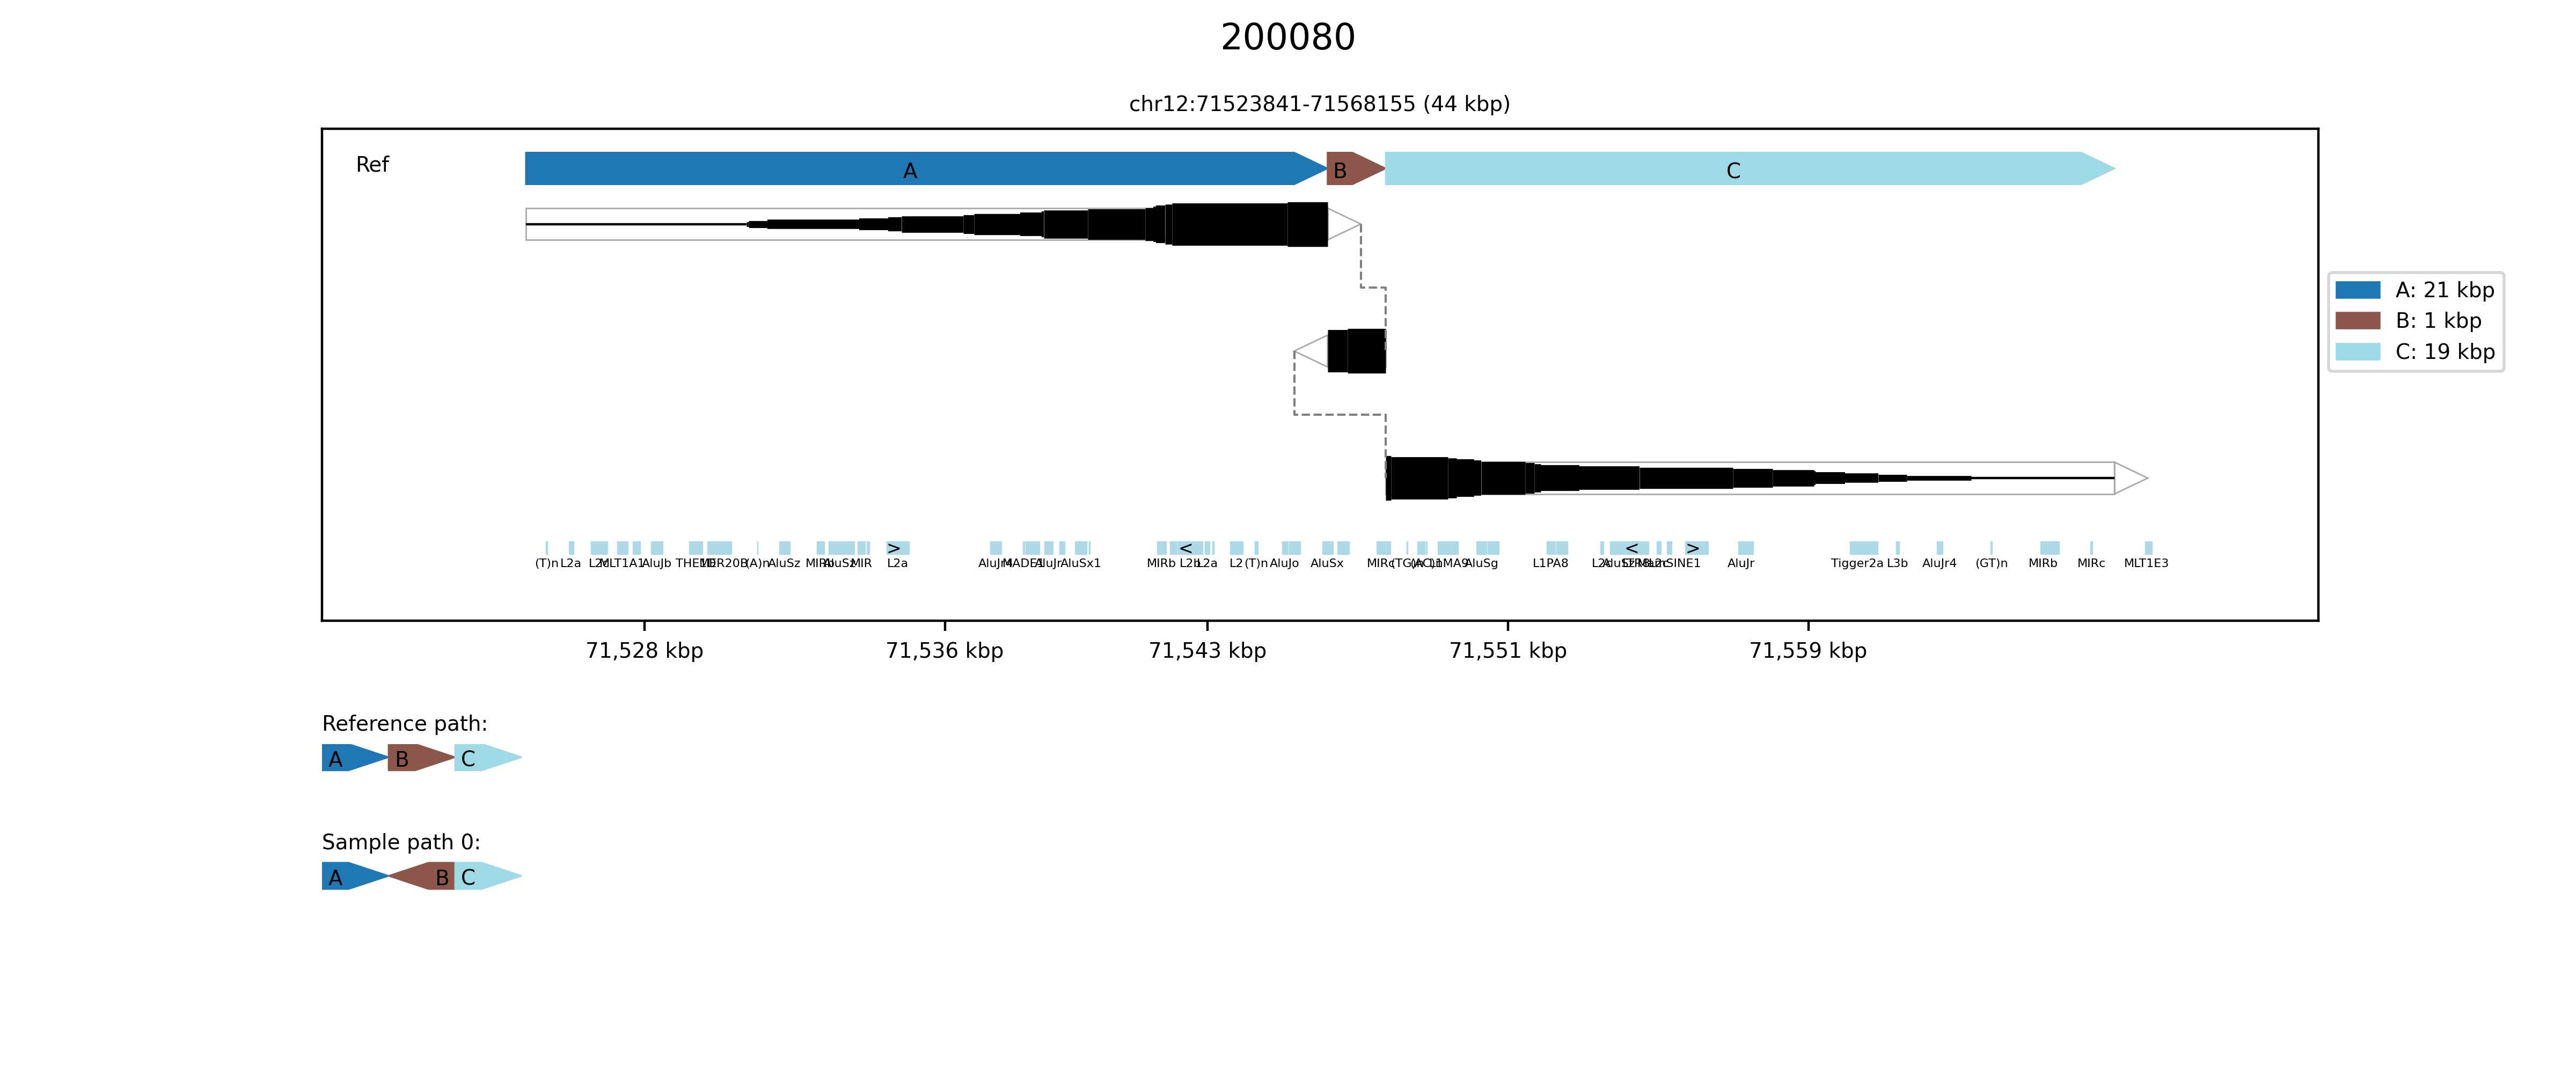 200080
chr12:71523841-71568155 (44 kbp)
Ref
A
B
C
A: 21 kbp
B: 1 kbp
C: 19 kbp
> < < >
(T)n L2a MLT1A1 AluJb (A)n AluSz MIR L2a AluJr AluSx1 MIRb L2a L2 (T)n AluJo AluSx AluSg L1PA8 AluJr Tigger2a L3b AluJr4 (GT)n MIRb MIRc MLT1E3
71,528 kbp 71,536 kbp 71,543 kbp 71,551 kbp 71,559 kbp
Reference path:
A B C
Sample path 0:
A B C